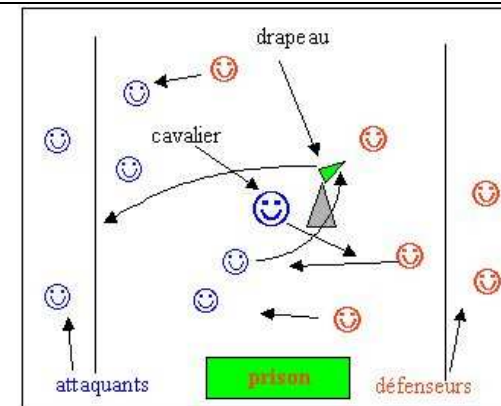 drapeau
cavalier
attaquants
prison
défenseurs